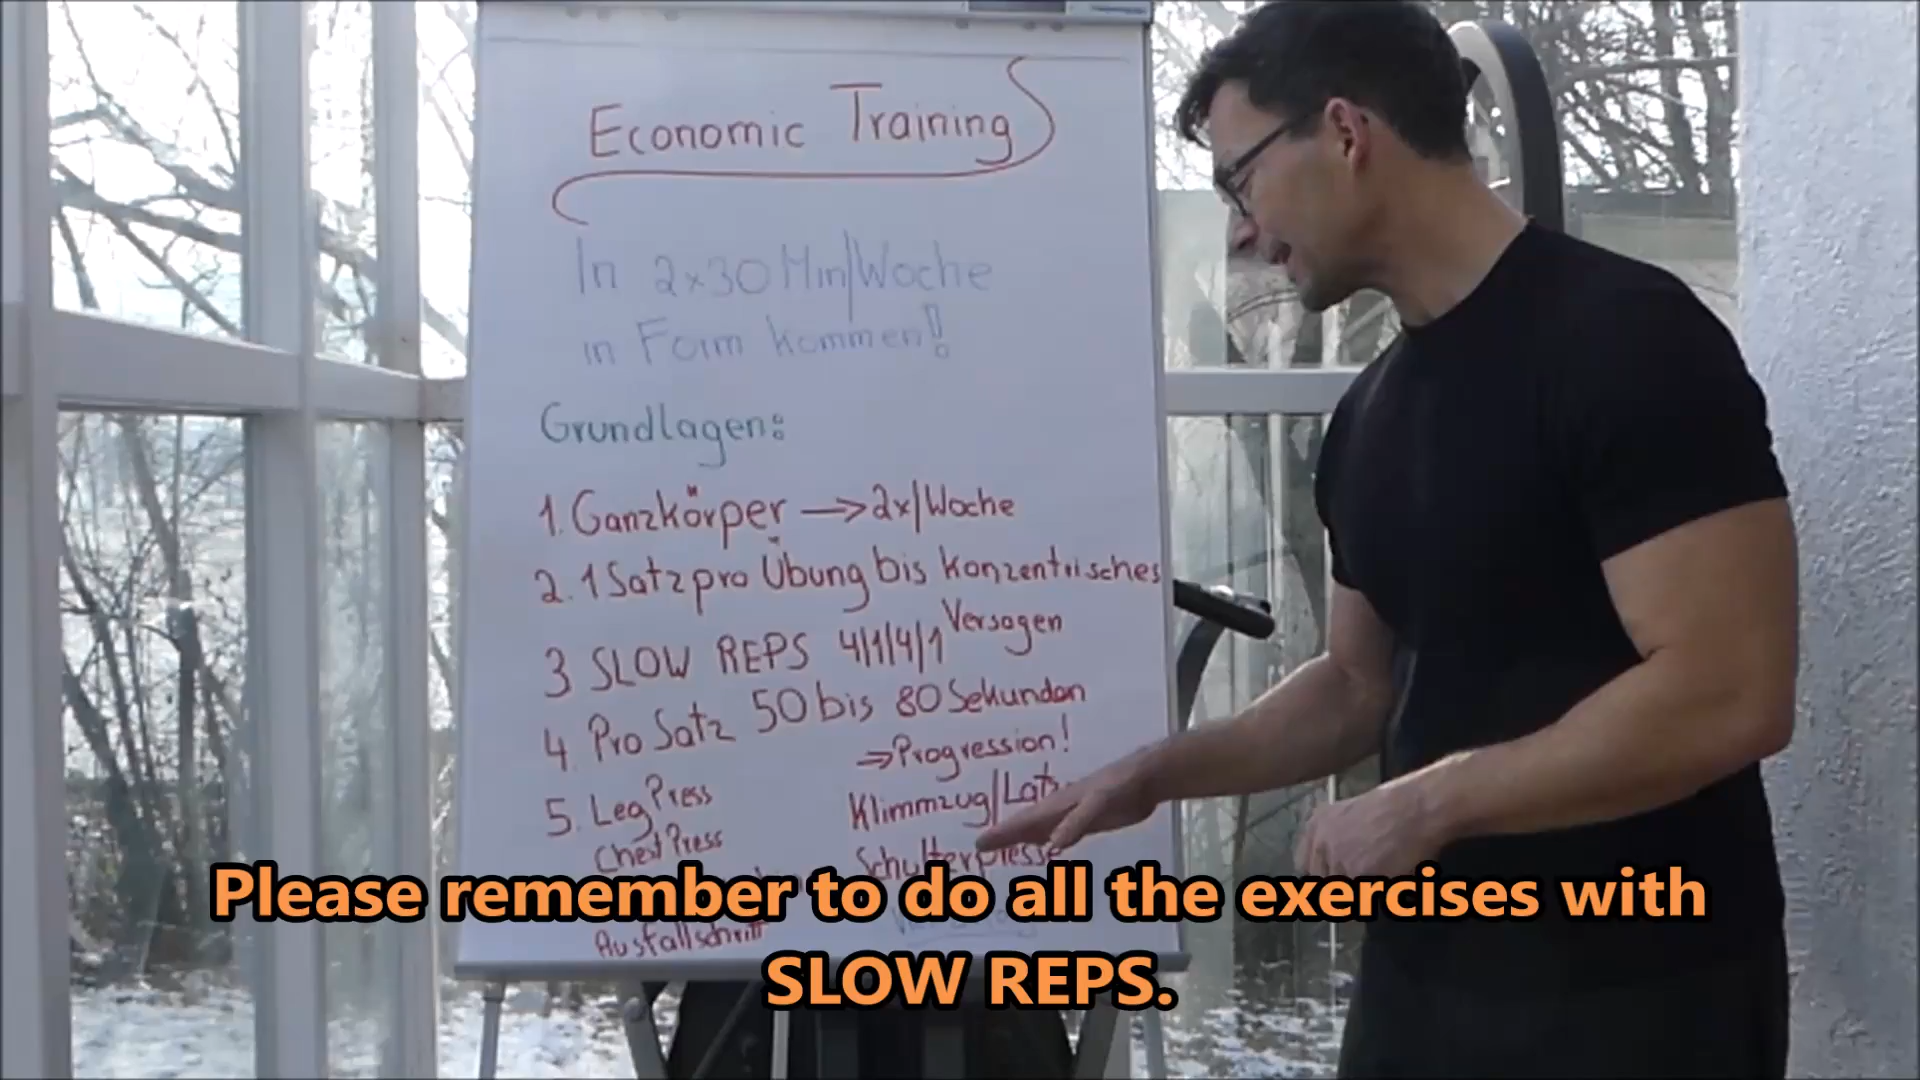 Economic Training
In 2x30 Min/Woche
in Form kommen!!
Grundlagen:
1. Ganzkörper → 2x/Woche
2. 1 Satz pro Übung bis konzentrisches
Versagen
3 SLOW REPS 4/1/4/1
4 Pro Satz 50 bis 80 Sekunden
⇒ Progression!
5. Leg Press
Klimmzug/Latz
Chest Press
Schulterpresse
Ausfallschritt
Please remember to do all the exercises with
SLOW REPS.